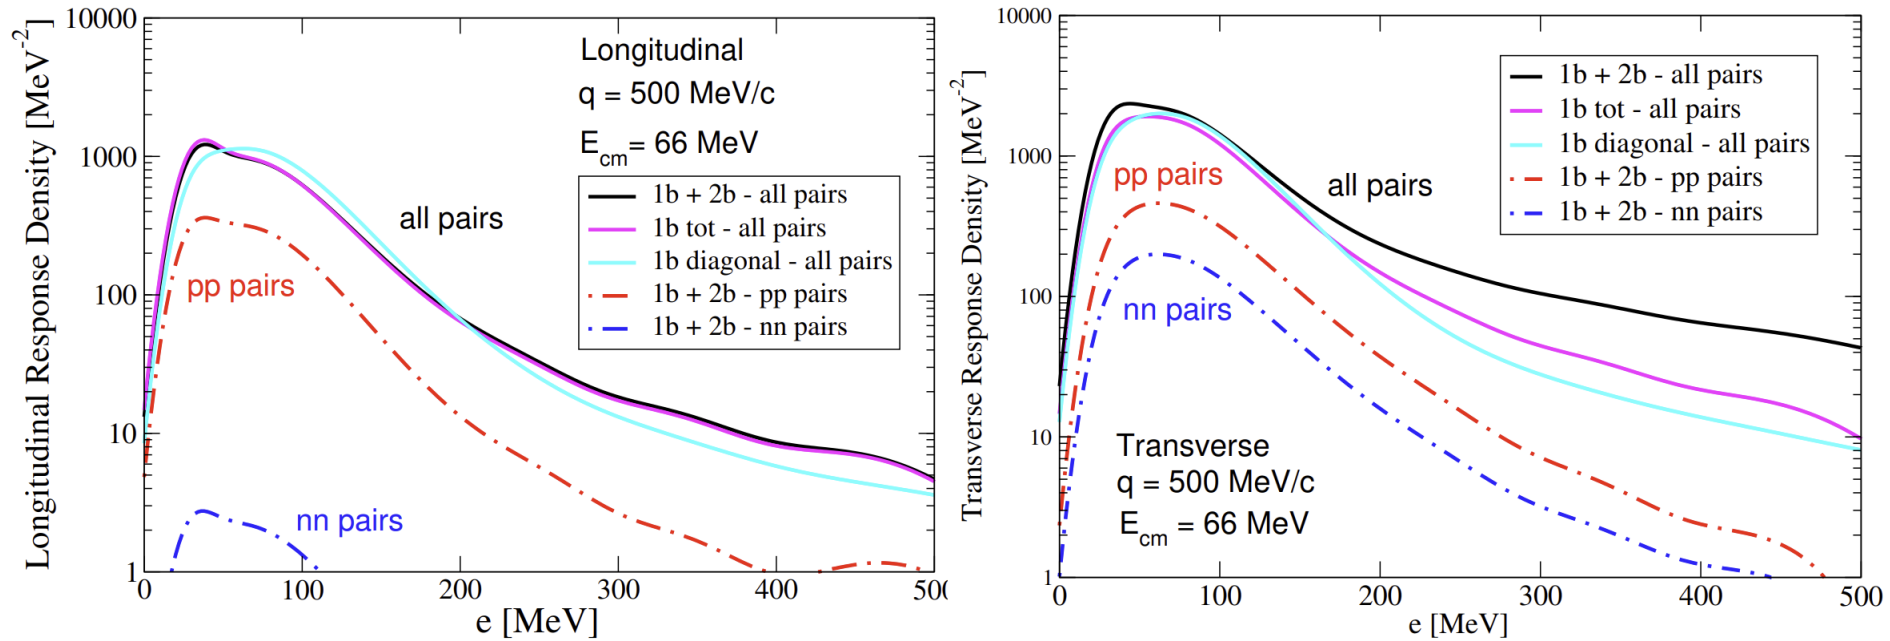 Longitudinal Response Density [MeV⁻²]
10000
1000
100
10
1
Longitudinal
q = 500 MeV/c
E_cm = 66 MeV
1b + 2b - all pairs
1b tot - all pairs
1b diagonal - all pairs
1b + 2b - pp pairs
1b + 2b - nn pairs
all pairs
pp pairs
nn pairs
0 100 200 300 400 50
e [MeV]
Transverse Response Density [MeV⁻²]
10000
1000
100
10
1
1b + 2b - all pairs
1b tot - all pairs
1b diagonal - all pairs
1b + 2b - pp pairs
1b + 2b - nn pairs
pp pairs
all pairs
nn pairs
Transverse
q = 500 MeV/c
E_cm = 66 MeV
0 100 200 300 400 500
e [MeV]